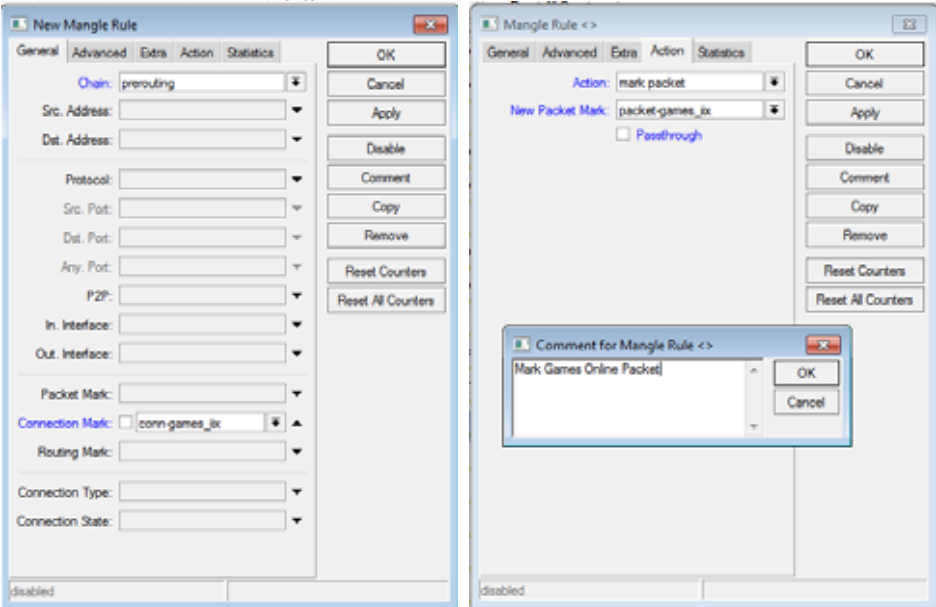 New Mangle Rule
General Advanced Extra Action Statistics
Chain: prerouting
Src. Address:
Dst. Address:
Protocol:
Src. Port:
Dst. Port:
Any. Port:
P2P:
In. Interface:
Out. Interface:
Packet Mark:
Connection Mark: conn-games_iix
Routing Mark:
Connection Type:
Connection State:
OK
Cancel
Apply
Disable
Comment
Copy
Remove
Reset Counters
Reset All Counters
disabled
Mangle Rule <>
General Advanced Extra Action Statistics
Action: mark packet
New Packet Mark: packet-games_iix
Passthrough
OK
Cancel
Apply
Disable
Comment
Copy
Remove
Reset Counters
Reset All Counters
Comment for Mangle Rule <>
Mark Games Online Packet
OK
Cancel
disabled